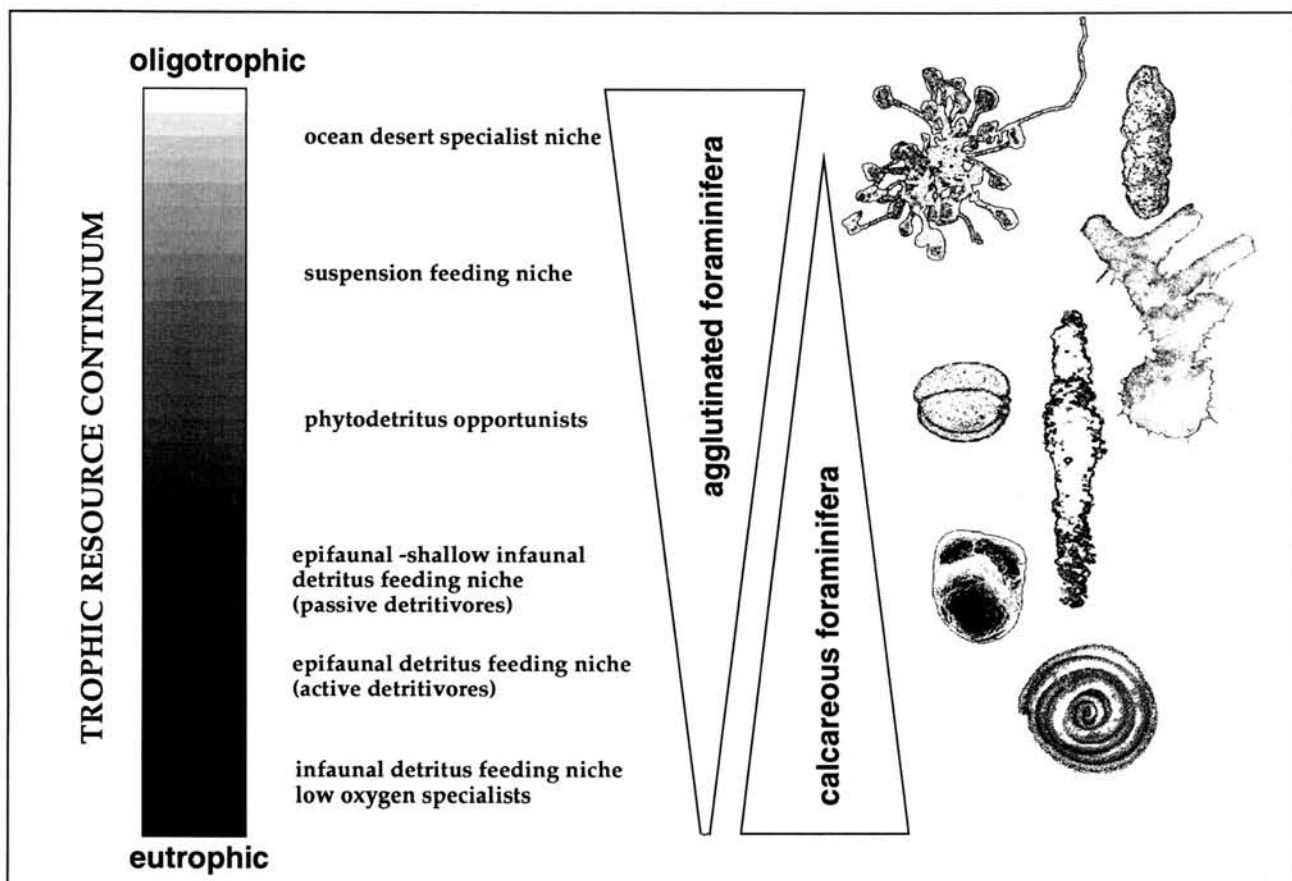 oligotrophic
TROPHIC RESOURCE CONTINUUM
ocean desert specialist niche
suspension feeding niche
phytodetritus opportunists
epifaunal -shallow infaunal
detritus feeding niche
(passive detritivores)
epifaunal detritus feeding niche
(active detritivores)
infaunal detritus feeding niche
low oxygen specialists
eutrophic
agglutinated foraminifera
calcareous foraminifera